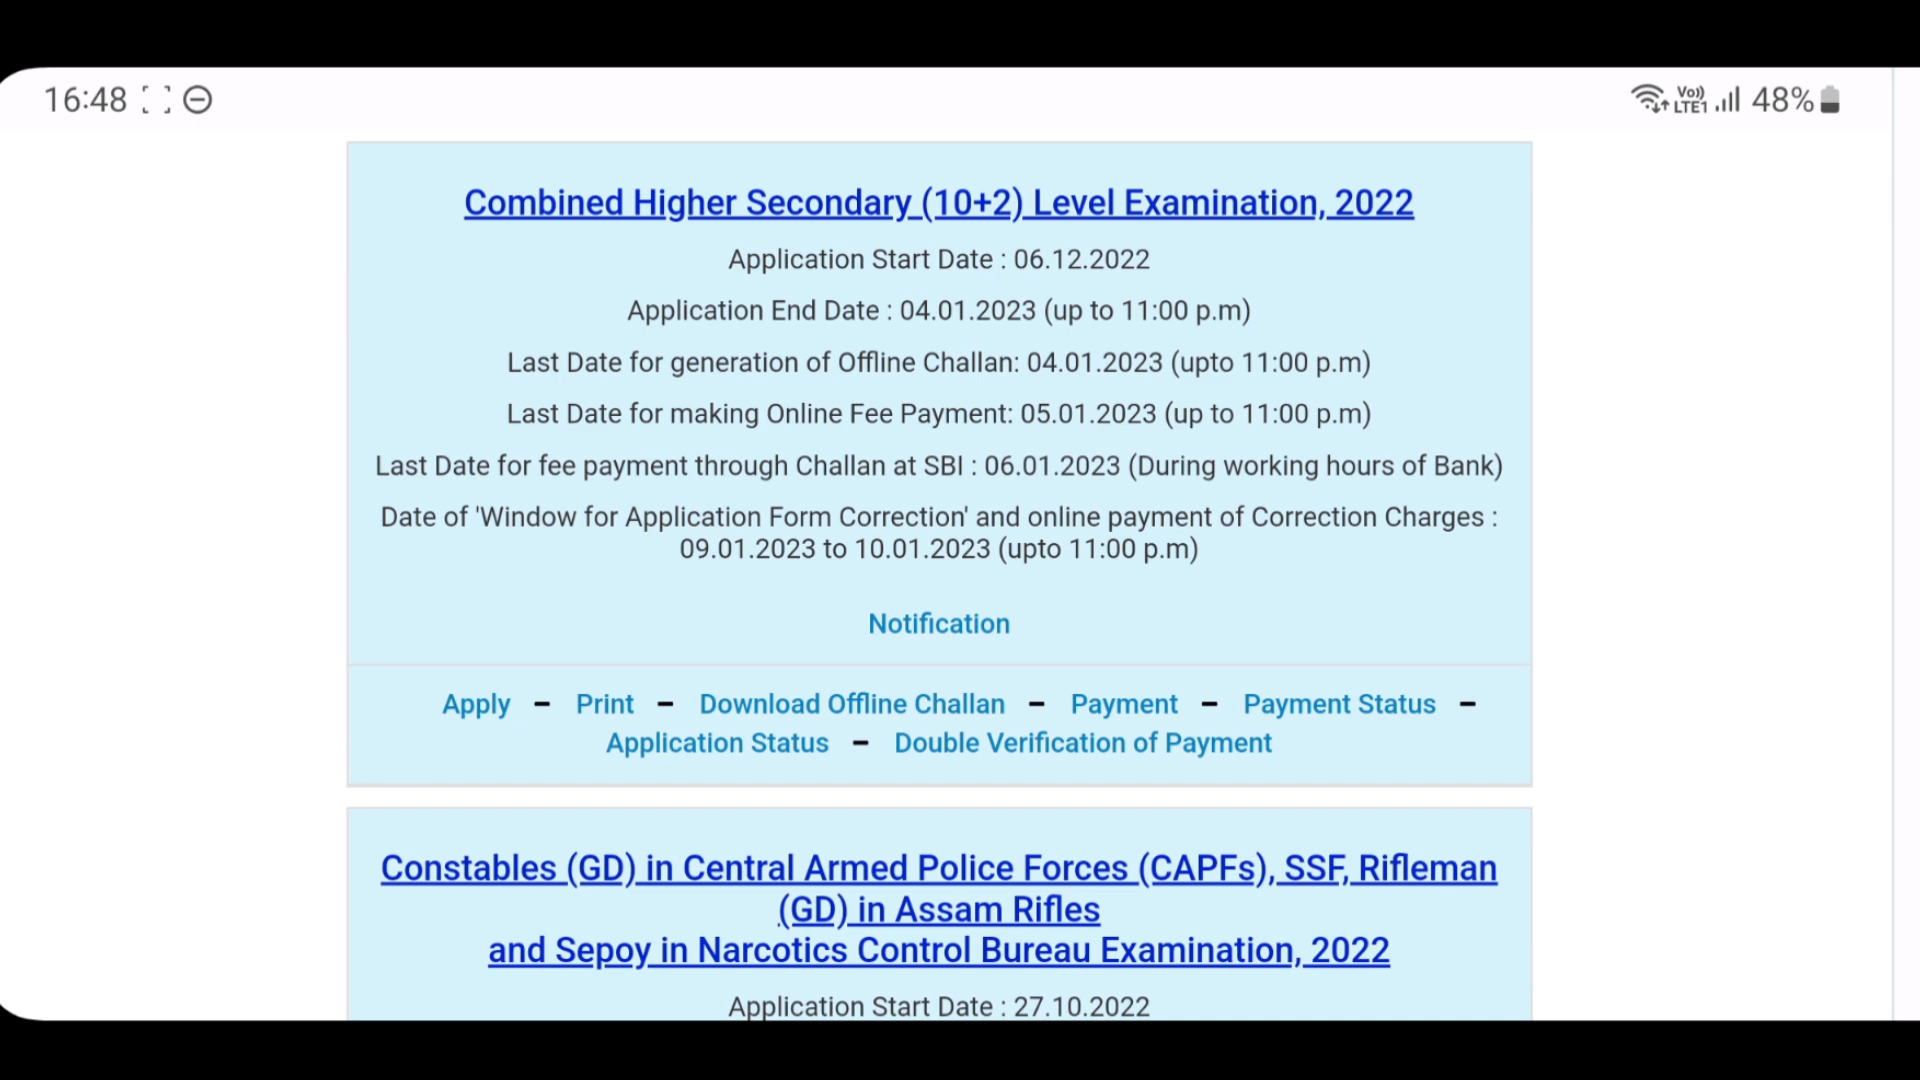 16:48
Vo)) LTE1 48%
Combined Higher Secondary (10+2) Level Examination, 2022
Application Start Date : 06.12.2022
Application End Date : 04.01.2023 (up to 11:00 p.m)
Last Date for generation of Offline Challan: 04.01.2023 (upto 11:00 p.m)
Last Date for making Online Fee Payment: 05.01.2023 (up to 11:00 p.m)
Last Date for fee payment through Challan at SBI : 06.01.2023 (During working hours of Bank)
Date of 'Window for Application Form Correction' and online payment of Correction Charges :
09.01.2023 to 10.01.2023 (upto 11:00 p.m)
Notification
Apply – Print – Download Offline Challan – Payment – Payment Status –
Application Status – Double Verification of Payment
Constables (GD) in Central Armed Police Forces (CAPFs), SSF, Rifleman
(GD) in Assam Rifles
and Sepoy in Narcotics Control Bureau Examination, 2022
Application Start Date : 27.10.2022